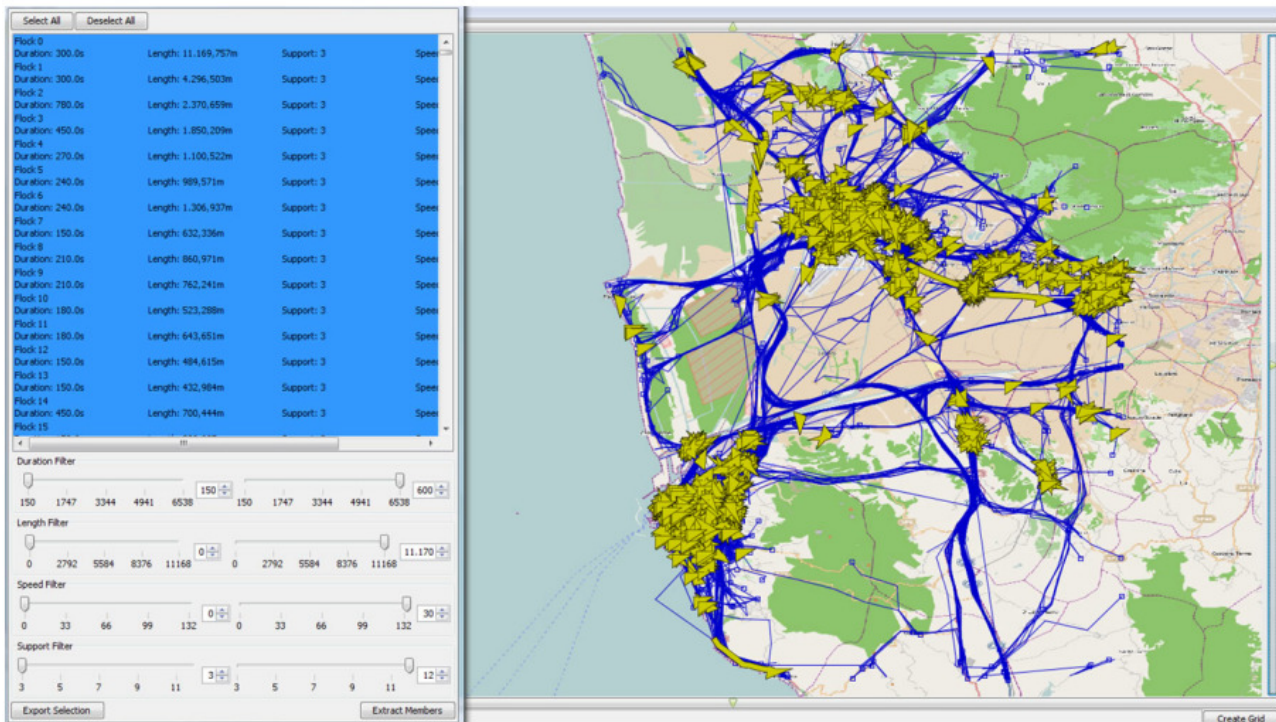 Select All Deselect All
Flock 0
Duration: 300.0s Length: 11.169,757m Support: 3 Spee
Flock 1
Duration: 300.0s Length: 4.296,503m Support: 3 Spee
Flock 2
Duration: 780.0s Length: 2.370,659m Support: 3 Spee
Flock 3
Duration: 450.0s Length: 1.850,209m Support: 3 Spee
Flock 4
Duration: 270.0s Length: 1.100,522m Support: 3 Spee
Flock 5
Duration: 240.0s Length: 989,571m Support: 3 Spee
Flock 6
Duration: 240.0s Length: 1.306,937m Support: 3 Spee
Flock 7
Duration: 150.0s Length: 632,336m Support: 3 Spee
Flock 8
Duration: 210.0s Length: 860,971m Support: 3 Spee
Flock 9
Duration: 210.0s Length: 762,241m Support: 3 Spee
Flock 10
Duration: 180.0s Length: 523,288m Support: 3 Spee
Flock 11
Duration: 180.0s Length: 643,651m Support: 3 Spee
Flock 12
Duration: 150.0s Length: 484,615m Support: 3 Spee
Flock 13
Duration: 150.0s Length: 432,984m Support: 3 Spee
Flock 14
Duration: 450.0s Length: 700,444m Support: 3 Spee
Flock 15
Duration Filter
150 600
150 1747 3344 4941 6538 150 1747 3344 4941 6538
Length Filter
0 11.170
0 2792 5584 8376 11168 0 2792 5584 8376 11168
Speed Filter
0 30
0 33 66 99 132 0 33 66 99 132
Support Filter
3 12
3 5 7 9 11 3 5 7 9 11
Export Selection Extract Members
Create Grid